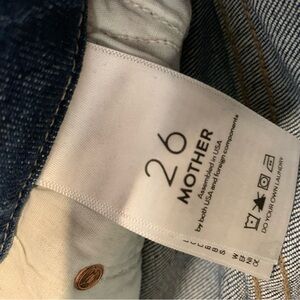 26
MOTHER
Assembled in USA
by both USA and foreign components
DO YOUR OWN LAUNDRY